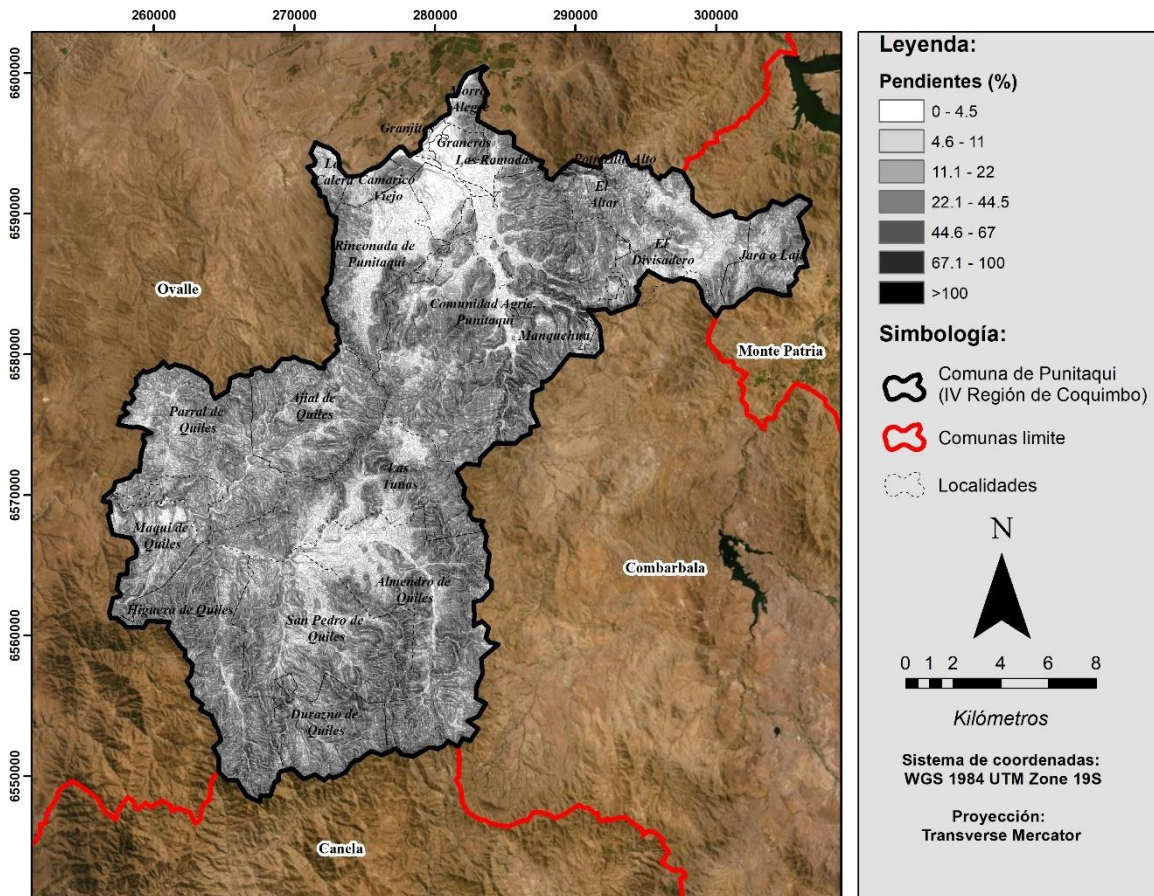 260000 270000 280000 290000 300000
6600000
6590000
6580000
6570000
6560000
6550000
Alegre
Granjitos
Graneros
Las Ramadas
Potrerillo Alto
La
Calera
Camarico
Viejo
El
Altar
Rinconada de
Punitaqui
El
Divisadero
Jara o Laja
Ovalle
Comunidad Agric.
Punitaqui
Manquehua
Monte Patria
Parral de
Quiles
Ajial de
Quiles
Las
Tunas
Maqui de
Quiles
Combarbala
Almendro de
Quiles
Higuera de Quiles
San Pedro de
Quiles
Durazno de
Quiles
Canela
Leyenda:
Pendientes (%)
0 - 4.5
4.6 - 11
11.1 - 22
22.1 - 44.5
44.6 - 67
67.1 - 100
>100
Simbología:
Comuna de Punitaqui
(IV Región de Coquimbo)
Comunas limite
Localidades
N
0 1 2 4 6 8
Kilómetros
Sistema de coordenadas:
WGS 1984 UTM Zone 19S
Proyección:
Transverse Mercator